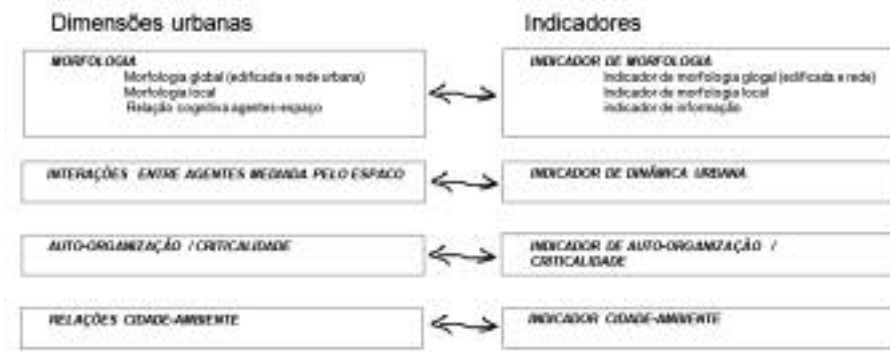 Dimensões urbanas
MORFOLOGIA
Morfologia global (edificada e rede urbana)
Morfologia local
Relação cognitiva agentes-espaço
INTERAÇÕES ENTRE AGENTES MEDIADA PELO ESPACO
AUTO-ORGANIZAÇÃO / CRITICALIDADE
RELAÇÕES CIDADE-AMBIENTE
Indicadores
INDICADOR DE MORFOLOGIA
Indicador de morfologia glogal (edificada e rede)
Indicador de morfologia local
indicador de informação
INDICADOR DE DINÂMICA URBANA
INDICADOR DE AUTO-ORGANIZAÇÃO /
CRITICALIDADE
INDICADOR CIDADE-AMBIENTE